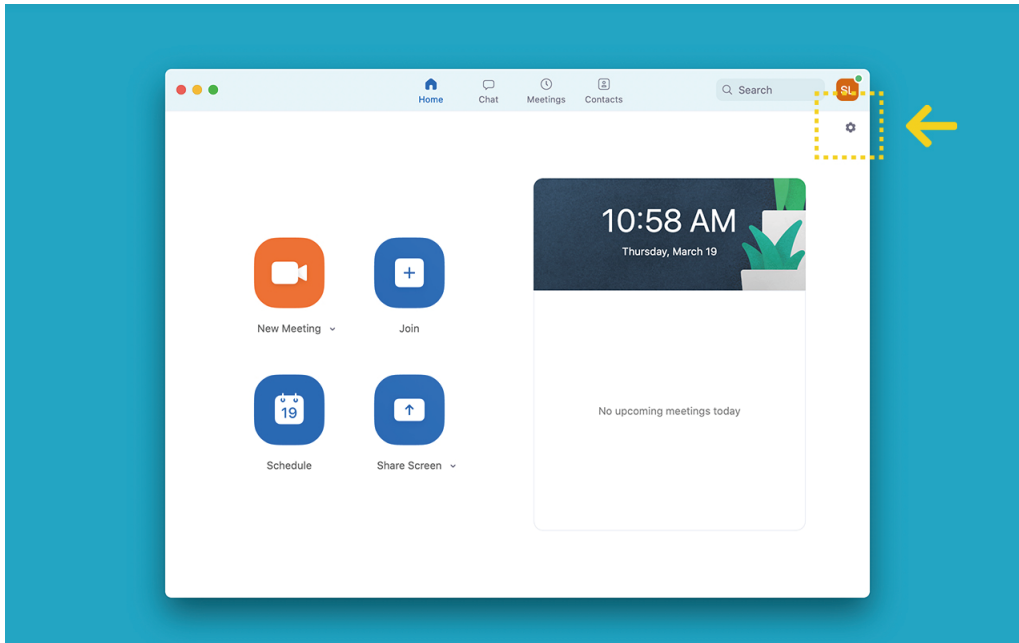 Home
Chat
Meetings
Contacts
Search
SL
10:58 AM
Thursday, March 19
New Meeting
Join
19
Schedule
Share Screen
No upcoming meetings today